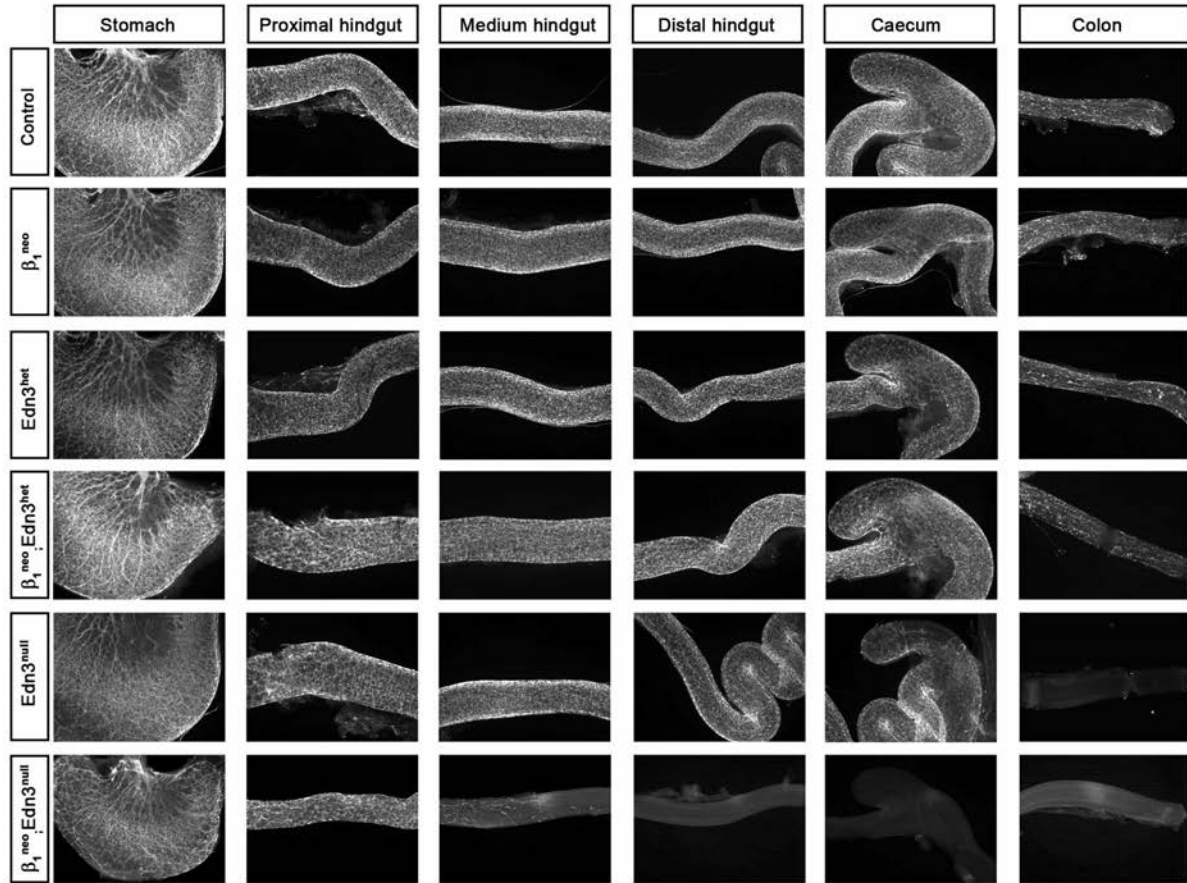 Stomach
Proximal hindgut
Medium hindgut
Distal hindgut
Caecum
Colon
Control
β₁ⁿᵉᵒ
Edn3ʰᵉᵗ
β₁ⁿᵉᵒ;Edn3ʰᵉᵗ
Edn3ⁿᵘˡˡ
β₁ⁿᵉᵒ;Edn3ⁿᵘˡˡ